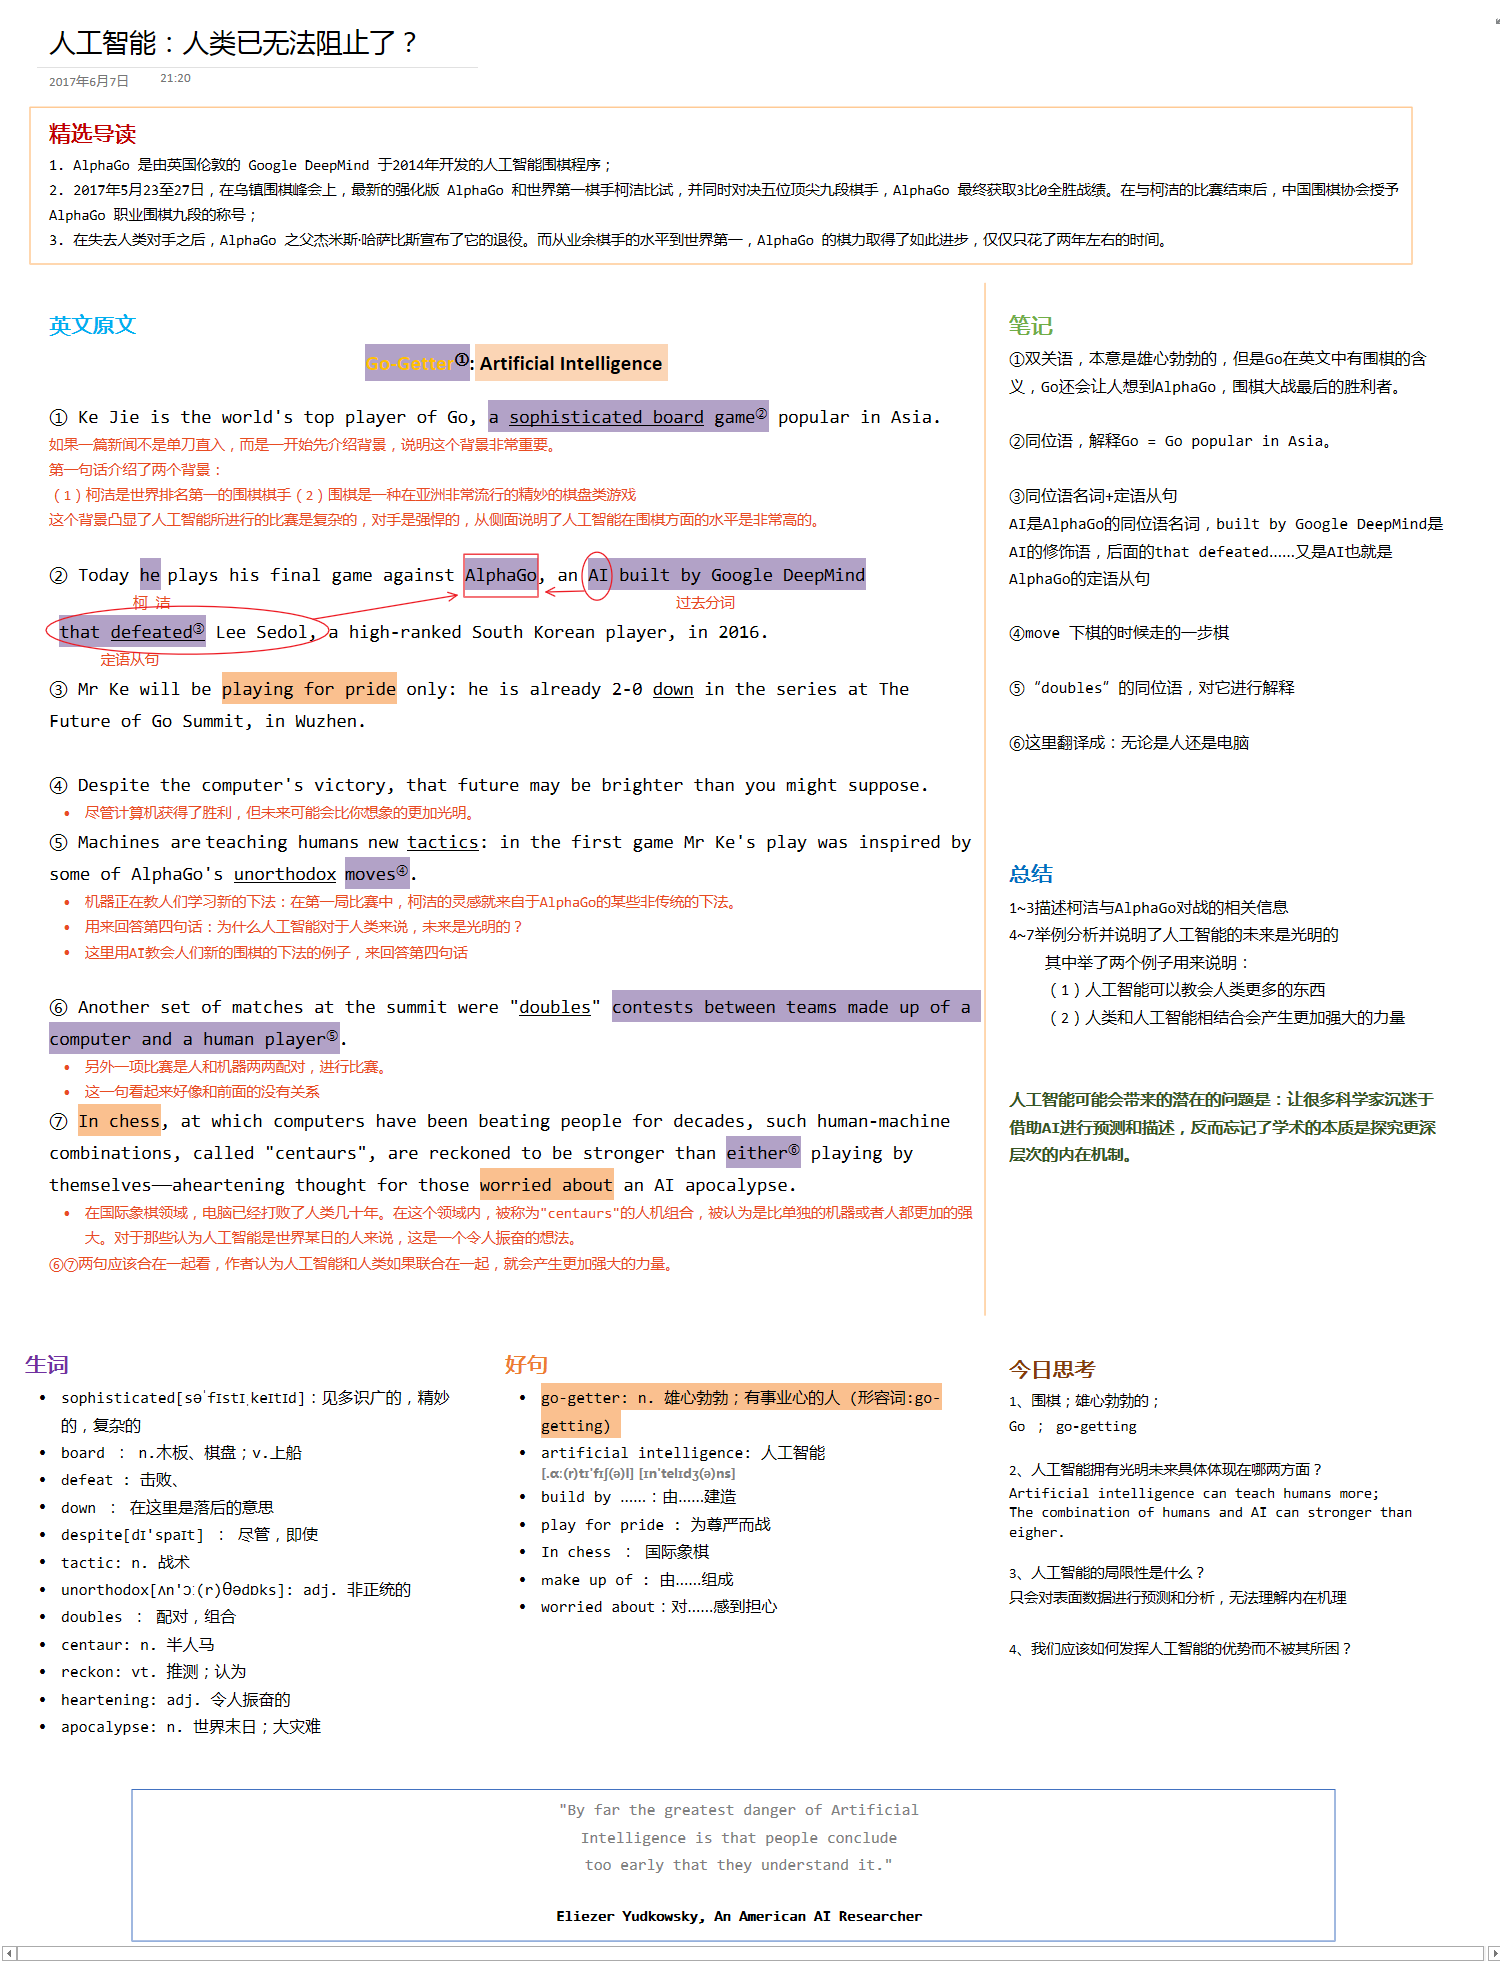 人工智能：人类已无法阻止了？
2017年6月7日 21:20
精选导读
1. AlphaGo 是由英国伦敦的 Google DeepMind 于2014年开发的人工智能围棋程序；
2. 2017年5月23至27日，在乌镇围棋峰会上，最新的强化版 AlphaGo 和世界第一棋手柯洁比试，并同时对决五位顶尖九段棋手，AlphaGo 最终获取3比0全胜战绩。在与柯洁的比赛结束后，中国围棋协会授予
AlphaGo 职业围棋九段的称号；
3. 在失去人类对手之后，AlphaGo 之父杰米斯·哈萨比斯宣布了它的退役。而从业余棋手的水平到世界第一，AlphaGo 的棋力取得了如此进步，仅仅只花了两年左右的时间。
英文原文
Go-Getter①: Artificial Intelligence
① Ke Jie is the world's top player of Go, a sophisticated board game② popular in Asia.
如果一篇新闻不是单刀直入，而是一开始先介绍背景，说明这个背景非常重要。
第一句话介绍了两个背景：
（1）柯洁是世界排名第一的围棋棋手（2）围棋是一种在亚洲非常流行的精妙的棋盘类游戏
这个背景凸显了人工智能所进行的比赛是复杂的，对手是强悍的，从侧面说明了人工智能在围棋方面的水平是非常高的。
② Today he plays his final game against AlphaGo, an AI built by Google DeepMind
柯 洁 过去分词
that defeated③ Lee Sedol, a high-ranked South Korean player, in 2016.
定语从句
③ Mr Ke will be playing for pride only: he is already 2-0 down in the series at The
Future of Go Summit, in Wuzhen.
④ Despite the computer's victory, that future may be brighter than you might suppose.
• 尽管计算机获得了胜利，但未来可能会比你想象的更加光明。
⑤ Machines are teaching humans new tactics: in the first game Mr Ke's play was inspired by
some of AlphaGo's unorthodox moves④.
• 机器正在教人们学习新的下法：在第一局比赛中，柯洁的灵感就来自于AlphaGo的某些非传统的下法。
• 用来回答第四句话：为什么人工智能对于人类来说，未来是光明的？
• 这里用AI教会人们新的围棋的下法的例子，来回答第四句话
⑥ Another set of matches at the summit were "doubles" contests between teams made up of a
computer and a human player⑤.
• 另外一项比赛是人和机器两两配对，进行比赛。
• 这一句看起来好像和前面的没有关系
⑦ In chess, at which computers have been beating people for decades, such human-machine
combinations, called "centaurs", are reckoned to be stronger than either⑥ playing by
themselves——aheartening thought for those worried about an AI apocalypse.
• 在国际象棋领域，电脑已经打败了人类几十年。在这个领域内，被称为"centaurs"的人机组合，被认为是比单独的机器或者人都更加的强
大。对于那些认为人工智能是世界某日的人来说，这是一个令人振奋的想法。
⑥⑦两句应该合在一起看，作者认为人工智能和人类如果联合在一起，就会产生更加强大的力量。
笔记
①双关语，本意是雄心勃勃的，但是Go在英文中有围棋的含
义，Go还会让人想到AlphaGo，围棋大战最后的胜利者。
②同位语，解释Go = Go popular in Asia。
③同位语名词+定语从句
AI是AlphaGo的同位语名词，built by Google DeepMind是
AI的修饰语，后面的that defeated……又是AI也就是
AlphaGo的定语从句
④move 下棋的时候走的一步棋
⑤“doubles”的同位语，对它进行解释
⑥这里翻译成：无论是人还是电脑
总结
1~3描述柯洁与AlphaGo对战的相关信息
4~7举例分析并说明了人工智能的未来是光明的
其中举了两个例子用来说明：
（1）人工智能可以教会人类更多的东西
（2）人类和人工智能相结合会产生更加强大的力量
人工智能可能会带来的潜在的问题是：让很多科学家沉迷于
借助AI进行预测和描述，反而忘记了学术的本质是探究更深
层次的内在机制。
生词
• sophisticated[səˈfɪstɪˌkeɪtɪd]：见多识广的，精妙
的，复杂的
• board ： n.木板、棋盘；v.上船
• defeat : 击败、
• down ： 在这里是落后的意思
• despite[dɪ'spaɪt] ： 尽管，即使
• tactic: n. 战术
• unorthodox[ʌn'ɔː(r)θədɒks]: adj. 非正统的
• doubles ： 配对，组合
• centaur: n. 半人马
• reckon: vt. 推测；认为
• heartening: adj. 令人振奋的
• apocalypse: n. 世界末日；大灾难
好句
• go-getter: n. 雄心勃勃；有事业心的人 (形容词:go-
getting)
• artificial intelligence: 人工智能
[.ɑː(r)tɪ'fɪʃ(ə)l] [ɪn'telɪdʒ(ə)ns]
• build by ……：由……建造
• play for pride : 为尊严而战
• In chess ： 国际象棋
• make up of : 由……组成
• worried about：对……感到担心
今日思考
1、围棋；雄心勃勃的；
Go ； go-getting
2、人工智能拥有光明未来具体体现在哪两方面？
Artificial intelligence can teach humans more;
The combination of humans and AI can stronger than
eigher.
3、人工智能的局限性是什么？
只会对表面数据进行预测和分析，无法理解内在机理
4、我们应该如何发挥人工智能的优势而不被其所困？
"By far the greatest danger of Artificial
Intelligence is that people conclude
too early that they understand it."
Eliezer Yudkowsky, An American AI Researcher